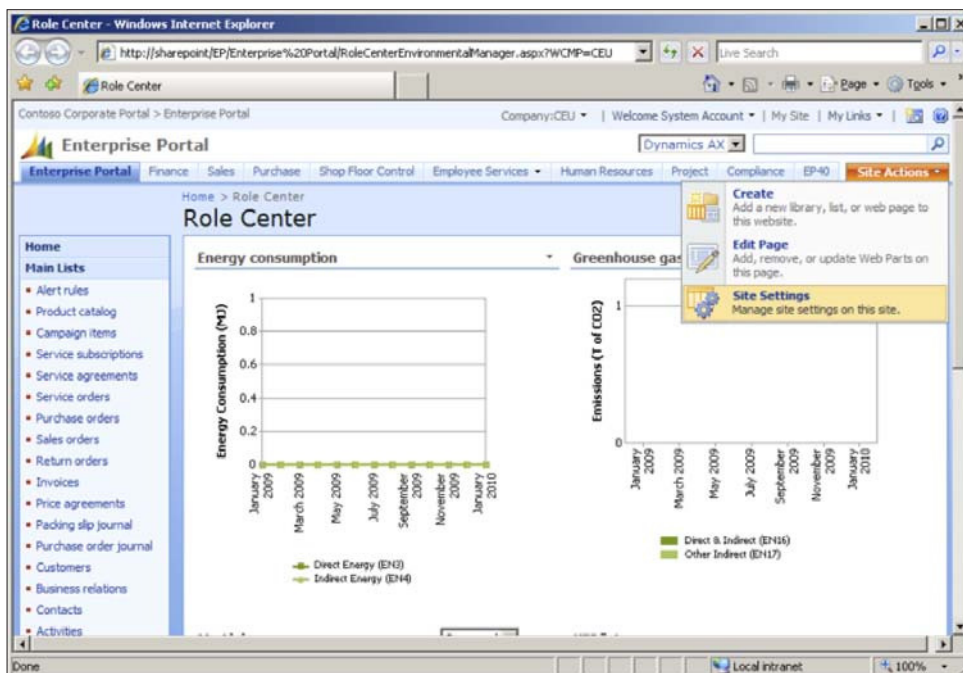 Role Center - Windows Internet Explorer
http://sharepoint/EP/Enterprise%20Portal/RoleCenterEnvironmentalManager.aspx?WCMP=CEU
Live Search
Role Center
Page
Tools
Contoso Corporate Portal > Enterprise Portal
Company:CEU | Welcome System Account | My Site | My Links |
Enterprise Portal
Dynamics AX
Enterprise Portal Finance Sales Purchase Shop Floor Control Employee Services Human Resources Project Compliance EP40 Site Actions
Home > Role Center
Role Center
Create
Add a new library, list, or web page to
this website.
Edit Page
Add, remove, or update Web Parts on
this page.
Site Settings
Manage site settings on this site.
Home
Main Lists
Alert rules
Product catalog
Campaign items
Service subscriptions
Service agreements
Service orders
Purchase orders
Sales orders
Return orders
Invoices
Price agreements
Packing slip journal
Purchase order journal
Customers
Business relations
Contacts
Activities
Energy consumption
Energy Consumption (MJ)
1
0.8
0.6
0.4
0.2
0
January 2009
March 2009
May 2009
July 2009
September 2009
November 2009
January 2010
Direct Energy (EN3)
Indirect Energy (EN4)
Greenhouse gas
Emissions (T of CO2)
1
0
January 2009
March 2009
May 2009
July 2009
September 2009
November 2009
January 2010
Direct & Indirect (EN16)
Other Indirect (EN17)
Done
Local intranet
100%